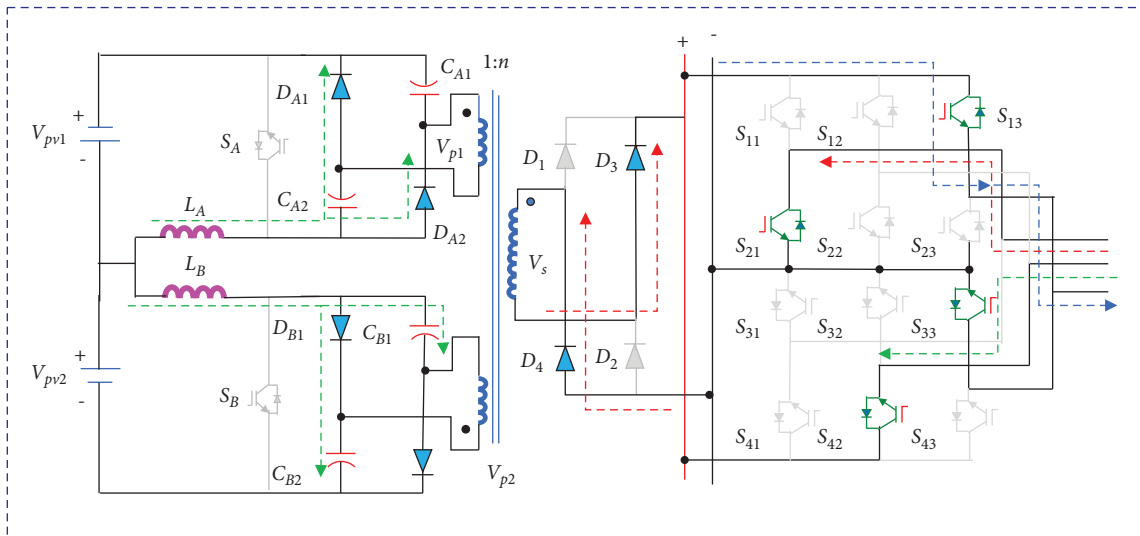 +
V_pv1
-
S_A
D_A1
C_A1
1:n
V_p1
C_A2
D_A2
L_A
L_B
D_B1
C_B1
+
V_pv2
-
S_B
C_B2
V_p2
D_1
D_3
V_s
D_4
D_2
+ -
S_11 S_12 S_13
S_21 S_22 S_23
S_31 S_32 S_33
S_41 S_42 S_43